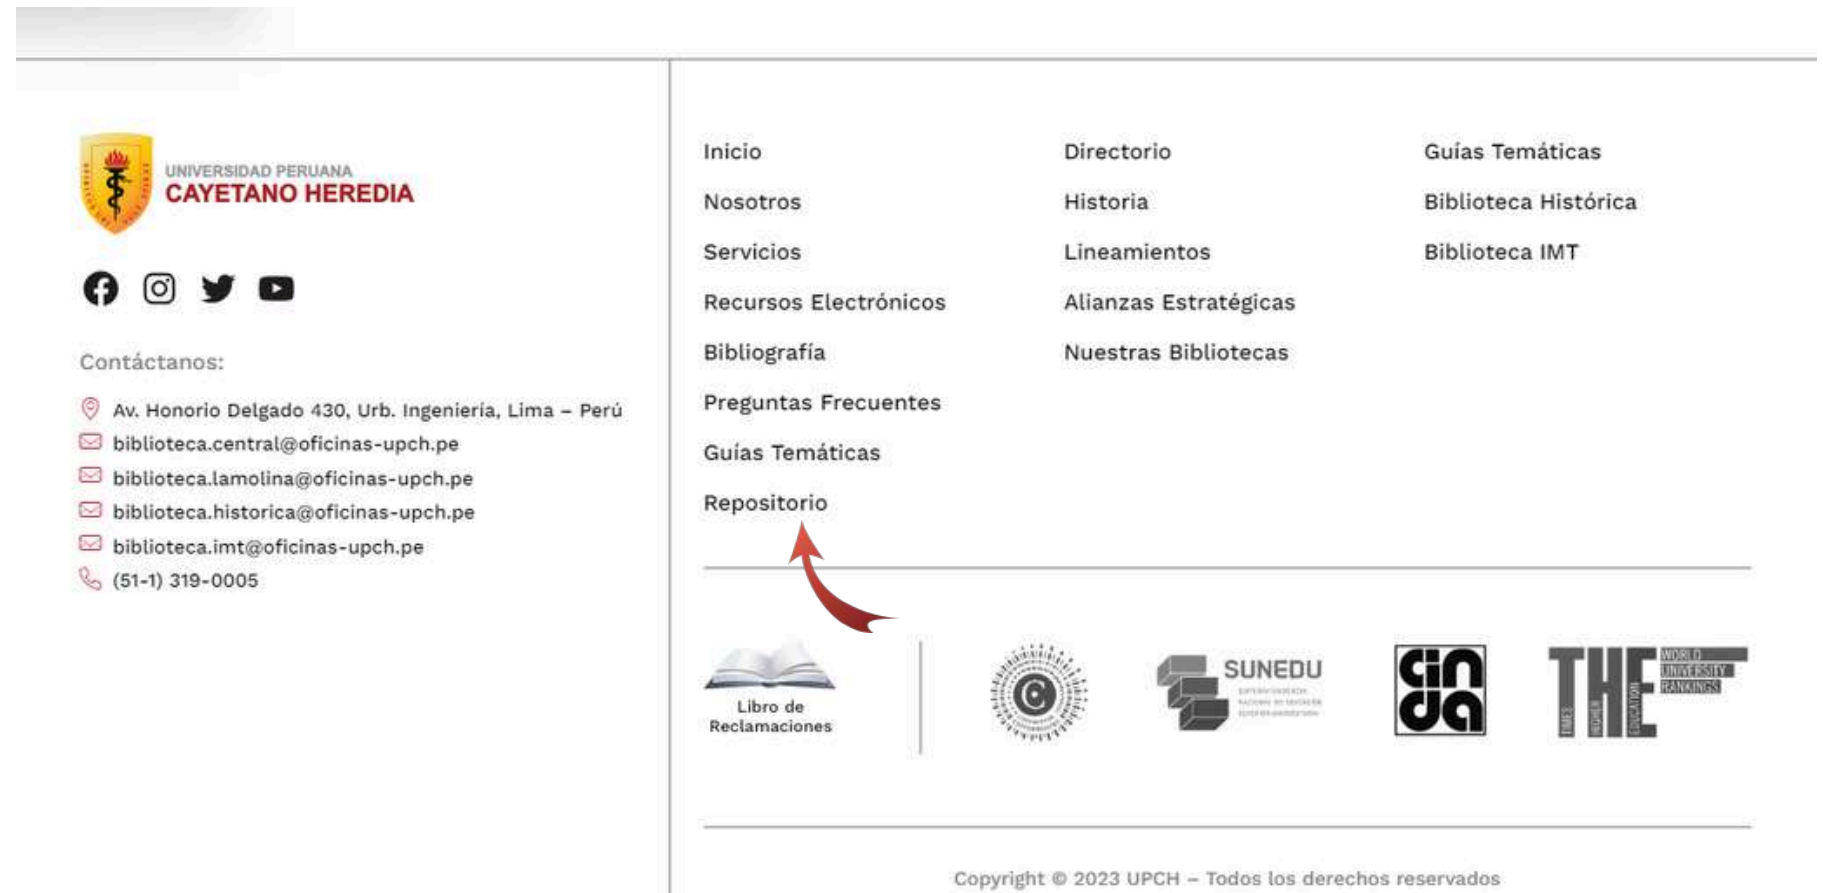 UNIVERSIDAD PERUANA
CAYETANO HEREDIA
Contáctanos:
Av. Honorio Delgado 430, Urb. Ingeniería, Lima – Perú
biblioteca.central@oficinas-upch.pe
biblioteca.lamolina@oficinas-upch.pe
biblioteca.historica@oficinas-upch.pe
biblioteca.imt@oficinas-upch.pe
(51-1) 319-0005
Inicio
Nosotros
Servicios
Recursos Electrónicos
Bibliografía
Preguntas Frecuentes
Guías Temáticas
Repositorio
Directorio
Historia
Lineamientos
Alianzas Estratégicas
Nuestras Bibliotecas
Guías Temáticas
Biblioteca Histórica
Biblioteca IMT
Libro de
Reclamaciones
SUNEDU
cinda
THE
TIMES
HIGHER
EDUCATION
WORLD
UNIVERSITY
RANKINGS
Copyright © 2023 UPCH – Todos los derechos reservados